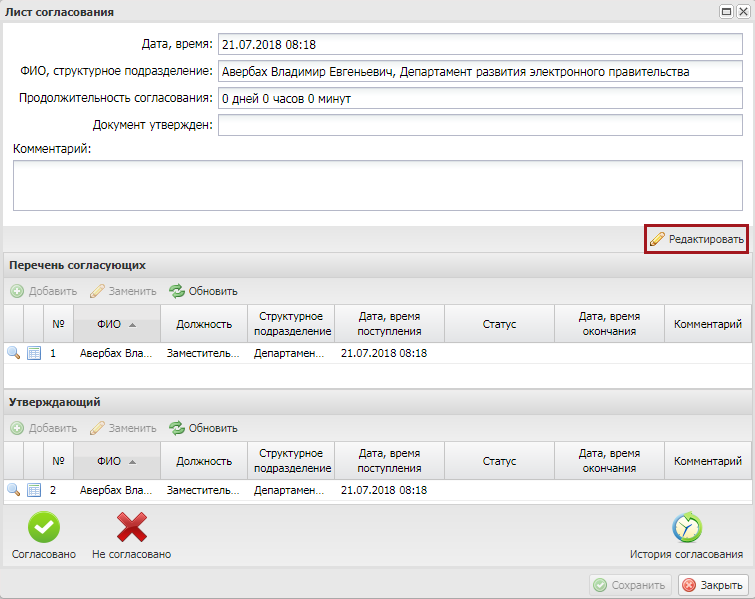 Лист согласования
Дата, время: 21.07.2018 08:18
ФИО, структурное подразделение: Авербах Владимир Евгеньевич, Департамент развития электронного правительства
Продолжительность согласования: 0 дней 0 часов 0 минут
Документ утвержден:
Комментарий:
Редактировать
Перечень согласующих
Добавить Заменить Обновить
№ ФИО Должность Структурное подразделение Дата, время поступления Статус Дата, время окончания Комментарий
1 Авербах Вла... Заместитель... Департамен... 21.07.2018 08:18
Утверждающий
Добавить Заменить Обновить
№ ФИО Должность Структурное подразделение Дата, время поступления Статус Дата, время окончания Комментарий
2 Авербах Вла... Заместитель... Департамен... 21.07.2018 08:18
Согласовано Не согласовано История согласования
Сохранить Закрыть